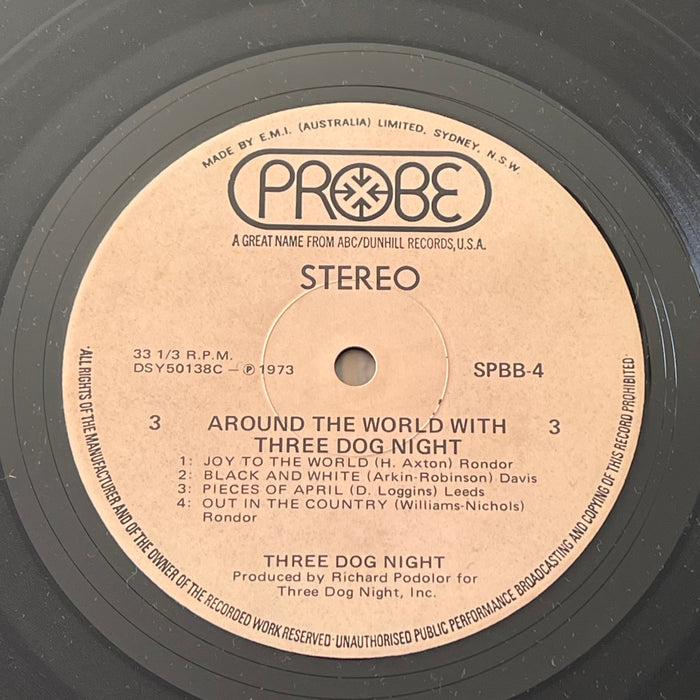 MADE BY E.M.I. (AUSTRALIA) LIMITED. SYDNEY. N.S.W.
PROBE
A GREAT NAME FROM ABC/DUNHILL RECORDS, U.S.A.
STEREO
33 1/3 R.P.M.
DSY50138C – Ⓟ 1973
SPBB-4
3 AROUND THE WORLD WITH 3
THREE DOG NIGHT
1: JOY TO THE WORLD (H. Axton) Rondor
2: BLACK AND WHITE (Arkin-Robinson) Davis
3: PIECES OF APRIL (D. Loggins) Leeds
4: OUT IN THE COUNTRY (Williams-Nichols)
Rondor
THREE DOG NIGHT
Produced by Richard Podolor for
Three Dog Night, Inc.
·ALL RIGHTS OF THE MANUFACTURER AND OF THE OWNER OF THE RECORDED WORK RESERVED·UNAUTHORISED PUBLIC PERFORMANCE BROADCASTING AND COPYING OF THIS RECORD PROHIBITED·